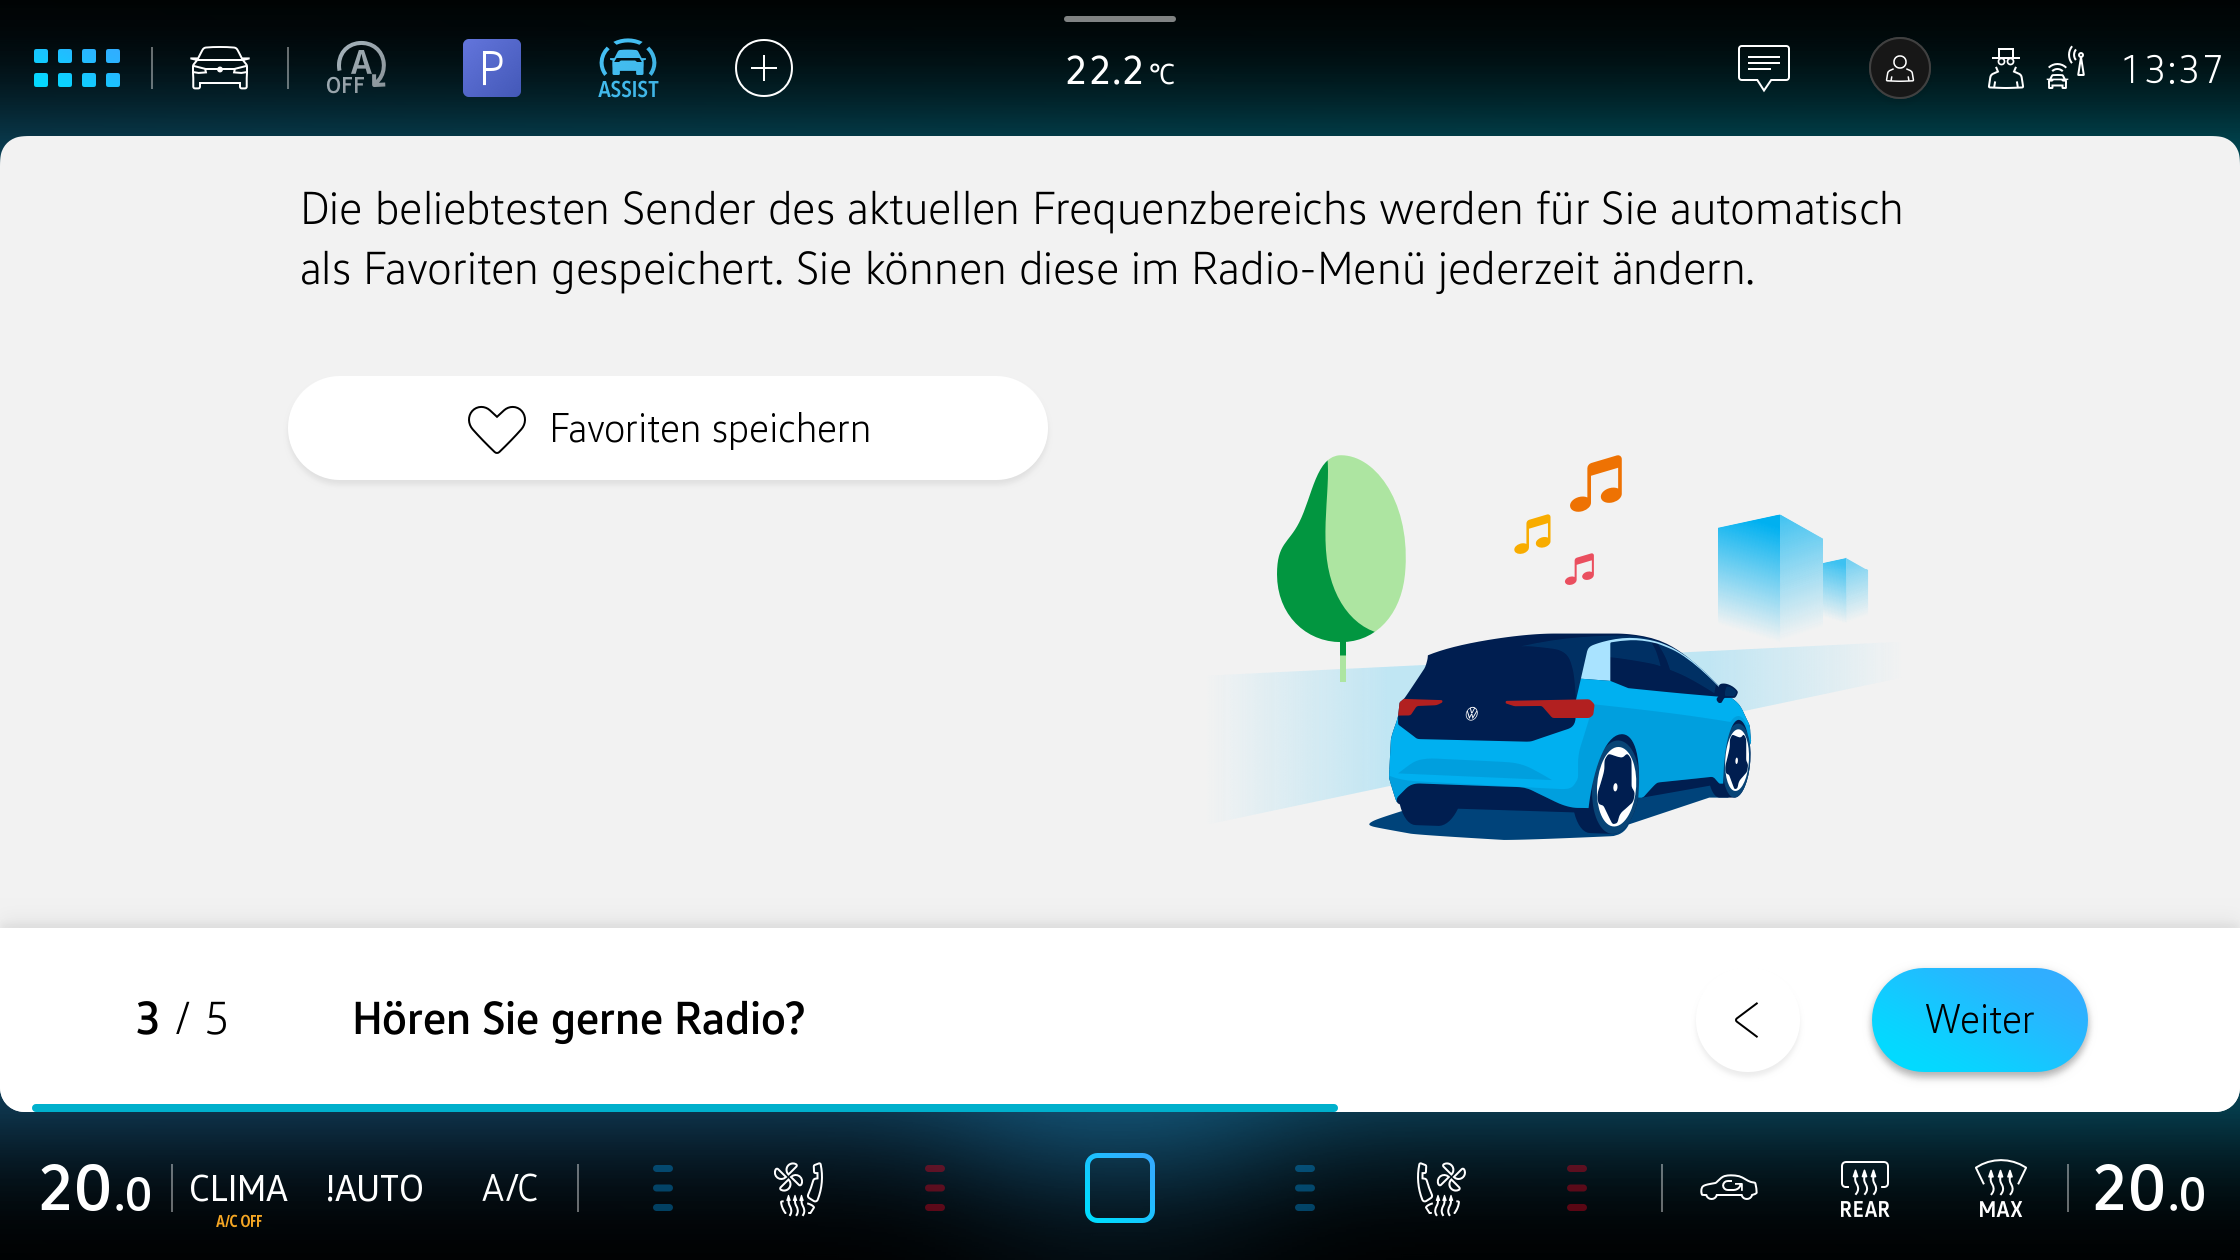 A
OFF
P
ASSIST
22.2 °C
13:37
Die beliebtesten Sender des aktuellen Frequenzbereichs werden für Sie automatisch
als Favoriten gespeichert. Sie können diese im Radio-Menü jederzeit ändern.
Favoriten speichern
3 / 5
Hören Sie gerne Radio?
Weiter
20.0
CLIMA
A/C OFF
!AUTO
A/C
REAR
MAX
20.0